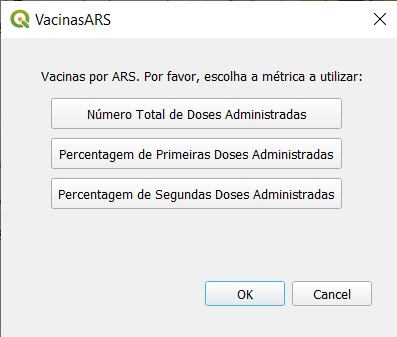 VacinasARS
Vacinas por ARS. Por favor, escolha a métrica a utilizar:
Número Total de Doses Administradas
Percentagem de Primeiras Doses Administradas
Percentagem de Segundas Doses Administradas
OK
Cancel